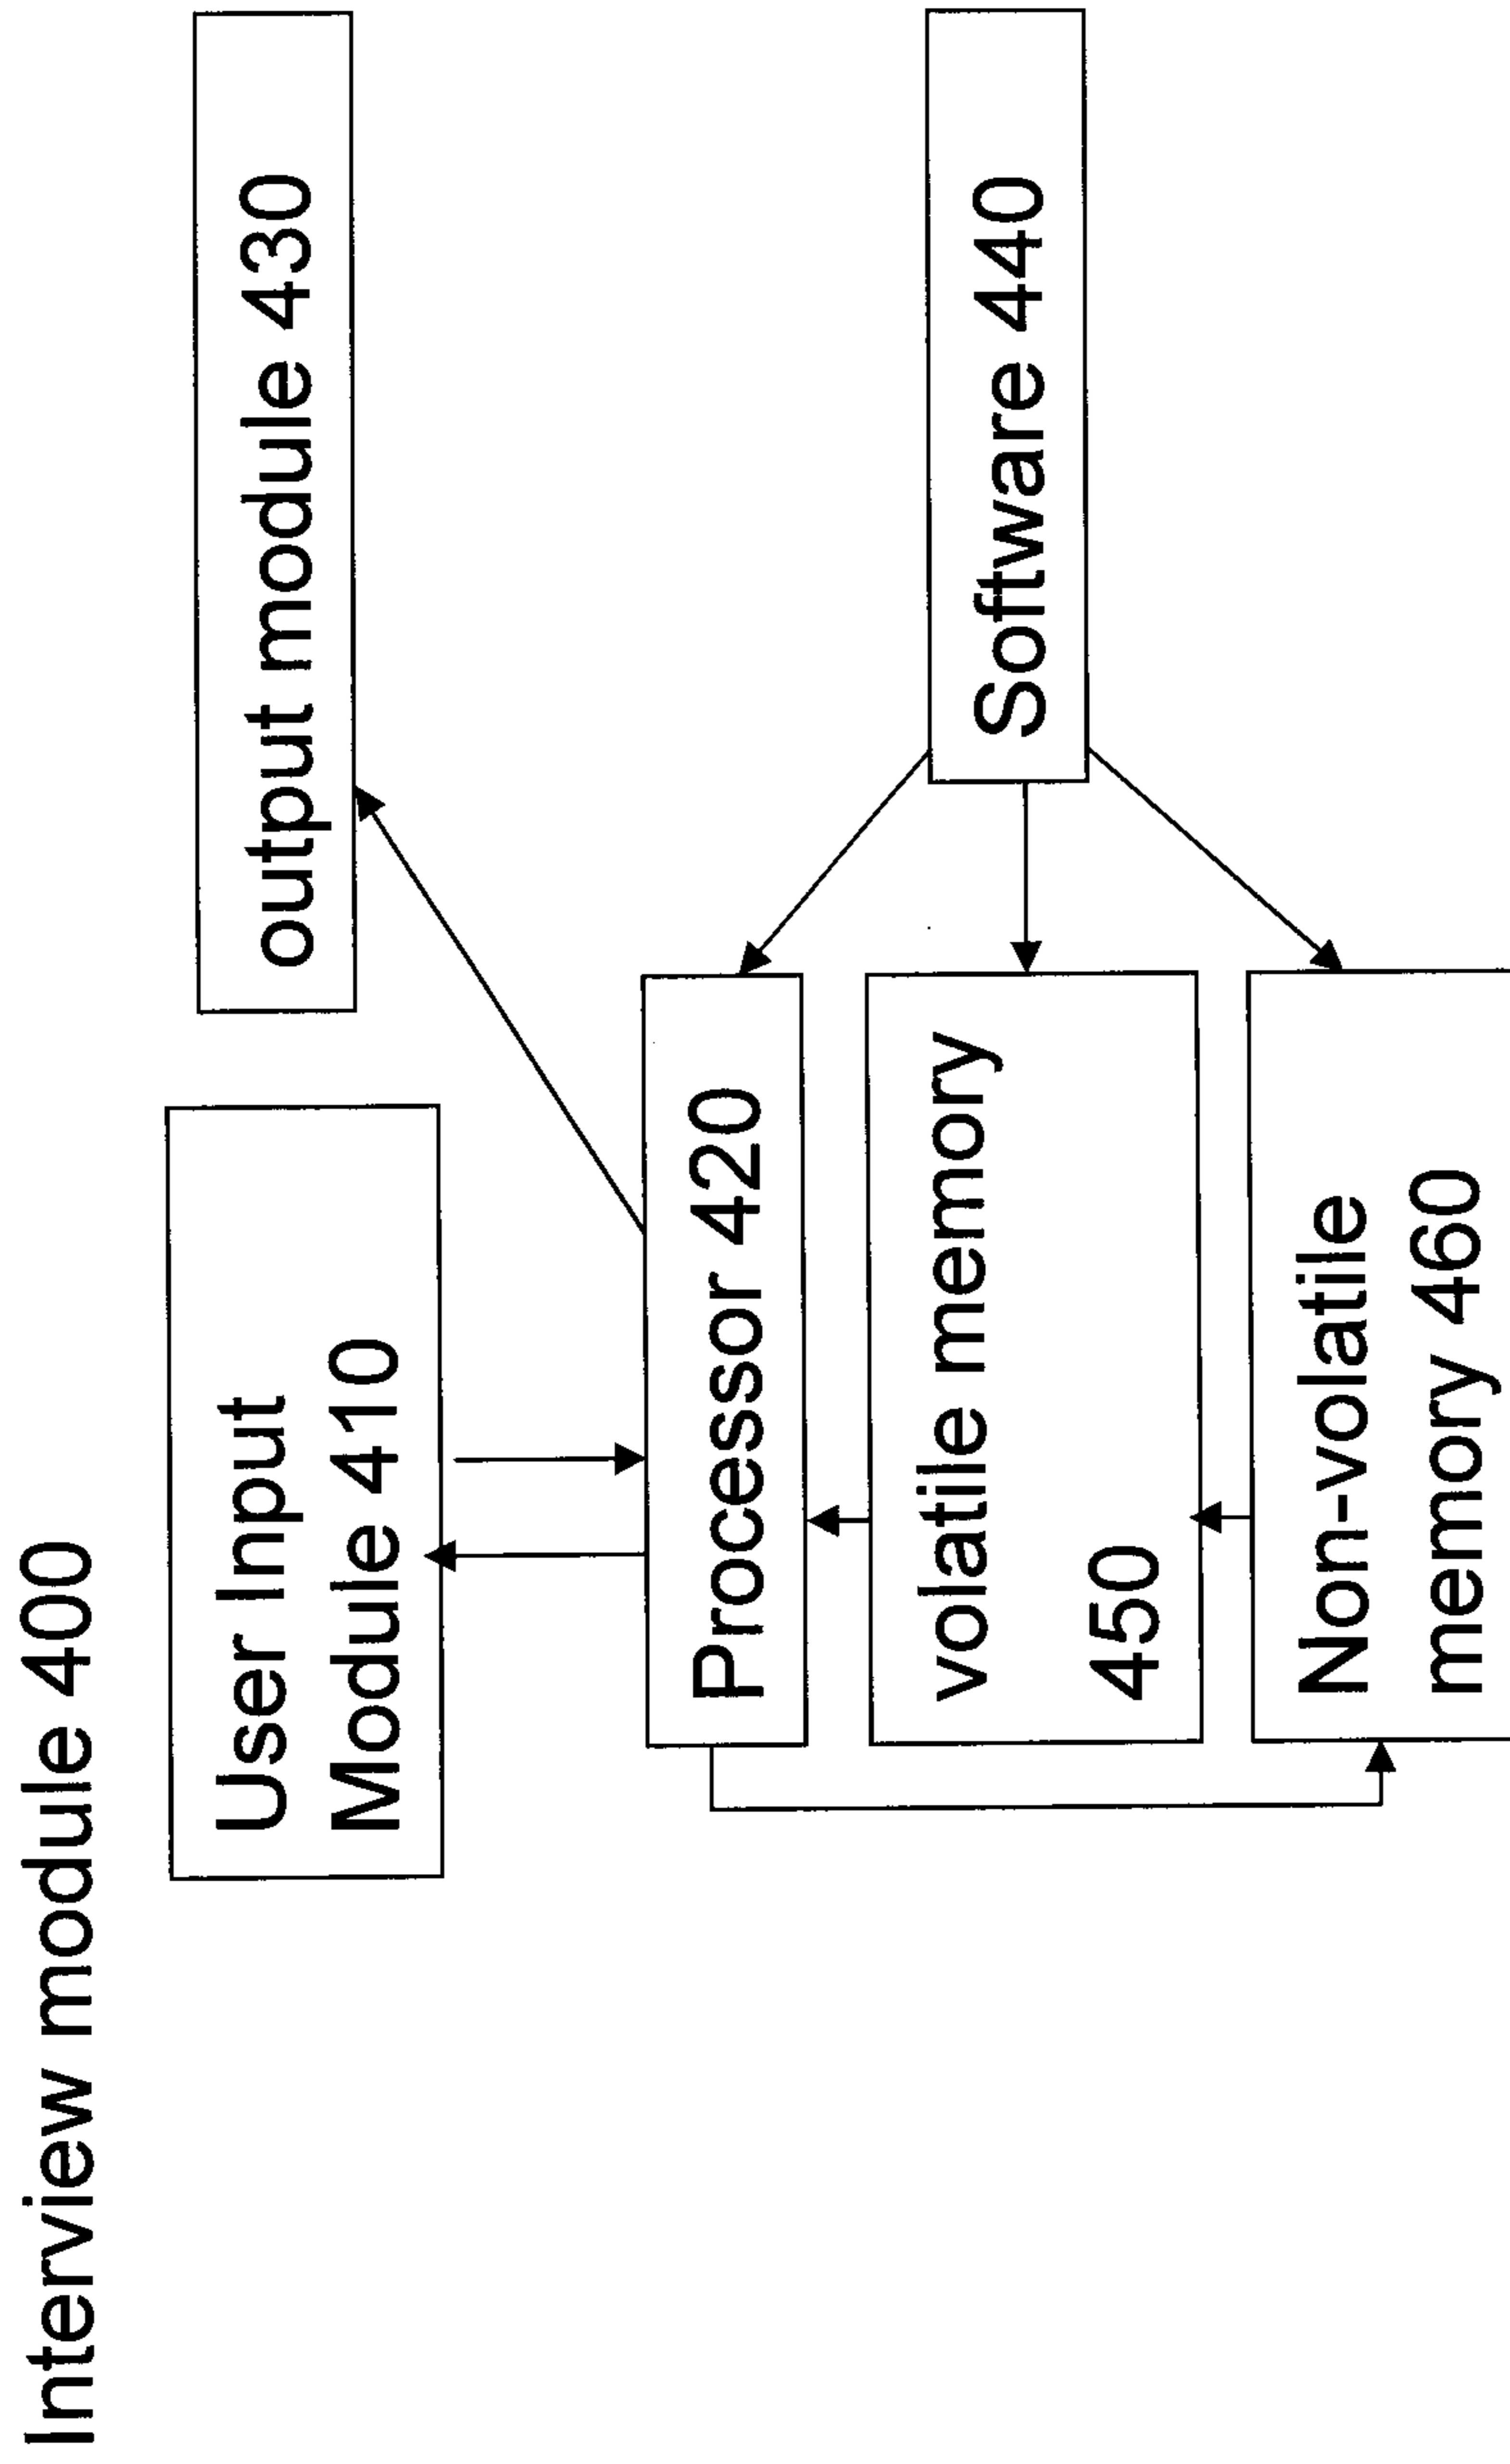 Interview module 400
User Input
Module 410
output module 430
Processor 420
volatile memory
450
Non-volatile
memory 460
Software 440